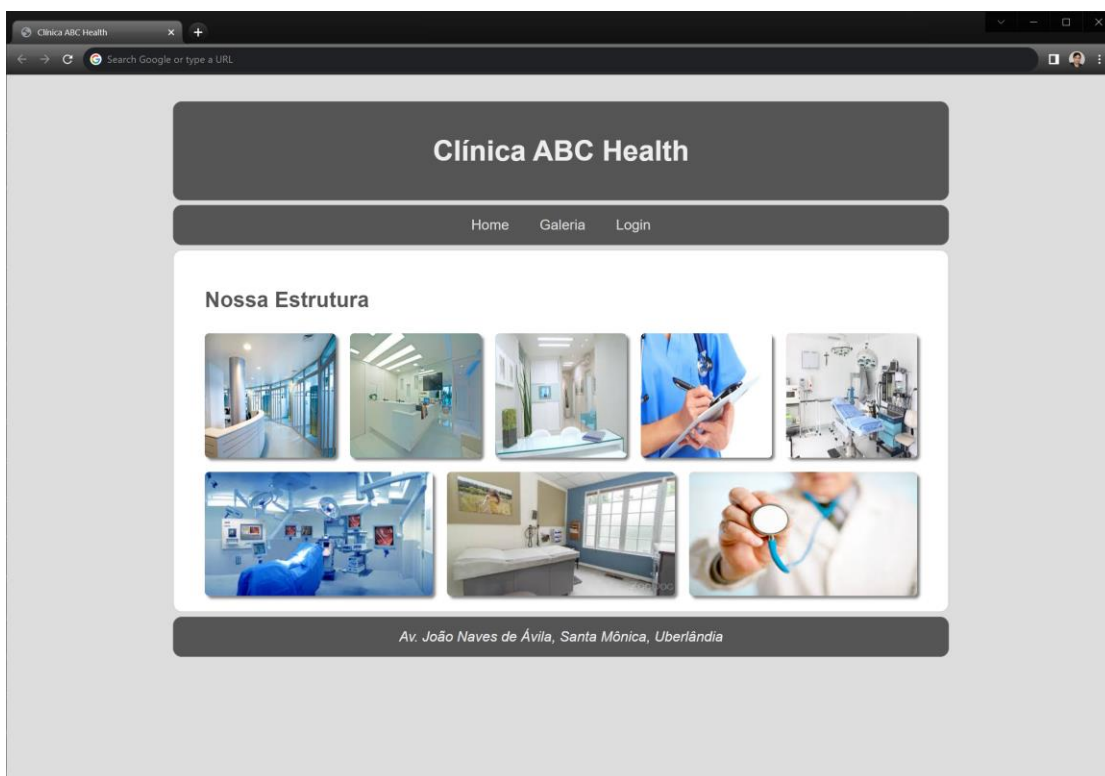 Clínica ABC Health
Search Google or type a URL
Clínica ABC Health
Home Galeria Login
Nossa Estrutura
Av. João Naves de Ávila, Santa Mônica, Uberlândia